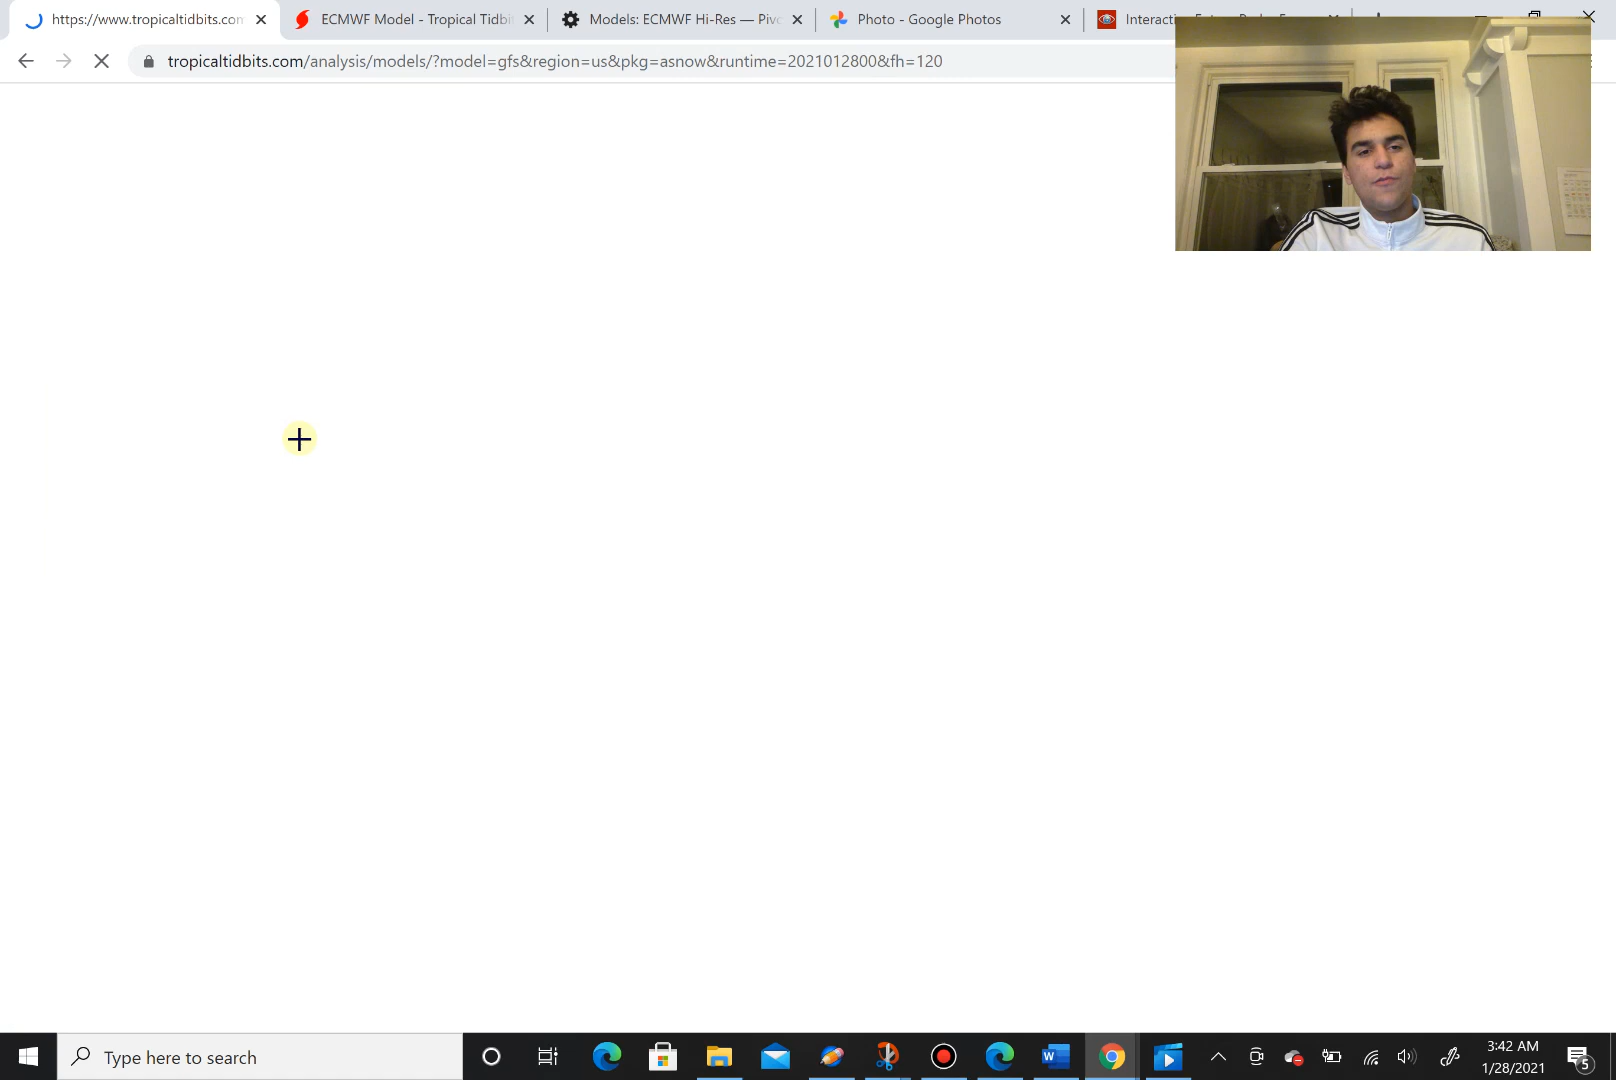 https://www.tropicaltidbits.com
ECMWF Model - Tropical Tidbi
Models: ECMWF Hi-Res — Piv
Photo - Google Photos
tropicaltidbits.com/analysis/models/?model=gfs&region=us&pkg=asnow&runtime=2021012800&fh=120
Type here to search
3:42 AM
1/28/2021
5